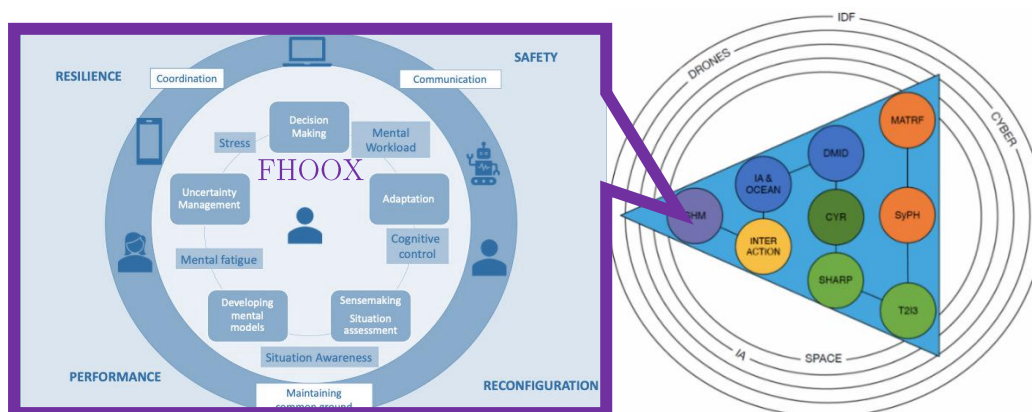 RESILIENCE
Coordination
Communication
SAFETY
Decision
Making
Stress
Mental
Workload
FHOOX
Uncertainty
Management
Adaptation
Mental fatigue
Cognitive
control
Developing
mental
models
Sensemaking
Situation
assessment
Situation Awareness
PERFORMANCE
Maintaining
common ground
RECONFIGURATION
IDF
DRONES
CYBER
MATRF
DMID
IA &
OCEAN
CYR
SyPH
INTER
ACTION
SHARP
T2I3
IA
SPACE